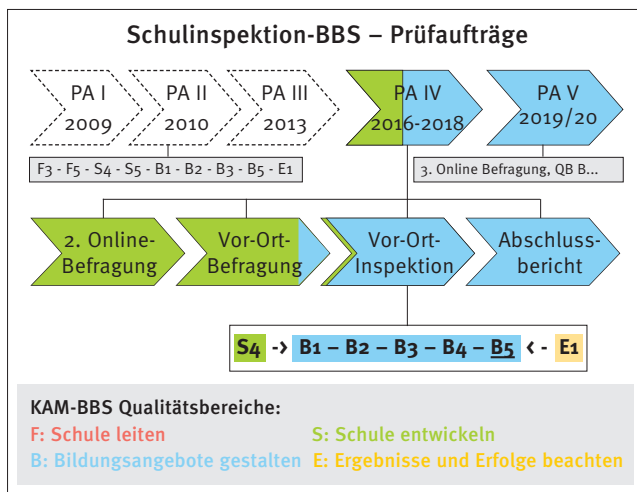 Schulinspektion-BBS – Prüfaufträge
PA I
2009
PA II
2010
PA III
2013
PA IV
2016-2018
PA V
2019/20
F3 - F5 - S4 - S5 - B1 - B2 - B3 - B5 - E1
3. Online Befragung, QB B...
2. Online-
Befragung
Vor-Ort-
Befragung
Vor-Ort-
Inspektion
Abschluss-
bericht
S4 -> B1 – B2 – B3 – B4 – B5 < - E1
KAM-BBS Qualitätsbereiche:
F: Schule leiten
S: Schule entwickeln
B: Bildungsangebote gestalten
E: Ergebnisse und Erfolge beachten